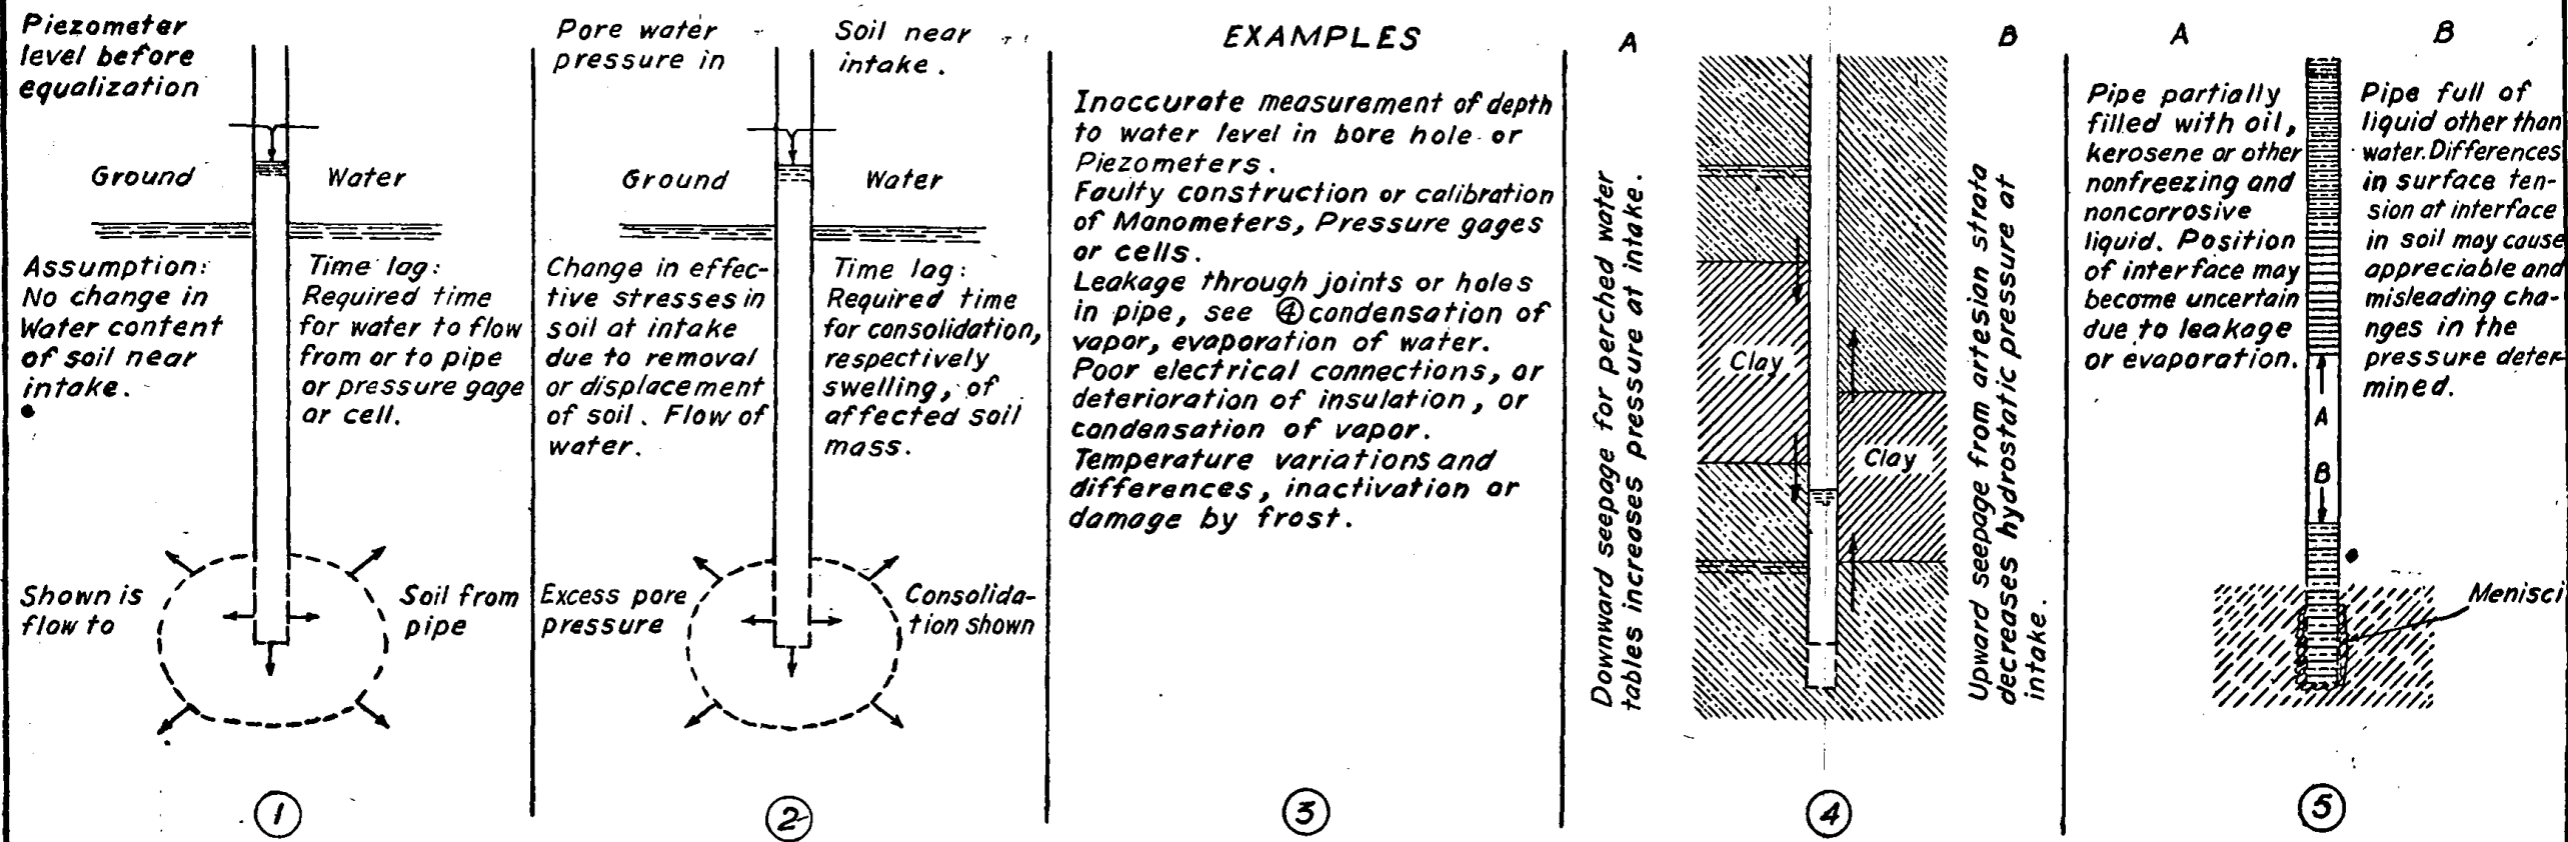 Piezometer
level before
equalization
Ground
Water
Assumption:
No change in
Water content
of soil near
intake.
Time lag:
Required time
for water to flow
from or to pipe
or pressure gage
or cell.
Shown is
flow to
Soil from
pipe
1
Pore water
pressure in
Soil near
intake.
Ground
Water
Change in effec-
tive stresses in
soil at intake
due to removal
or displacement
of soil. Flow of
water.
Time lag:
Required time
for consolidation,
respectively
swelling, of
affected soil
mass.
Excess pore
pressure
Consolida-
tion shown
2
EXAMPLES
Inaccurate measurement of depth
to water level in bore hole or
Piezometers.
Faulty construction or calibration
of Manometers, Pressure gages
or cells.
Leakage through joints or holes
in pipe, see ④ condensation of
vapor, evaporation of water.
Poor electrical connections, or
deterioration of insulation, or
condensation of vapor.
Temperature variations and
differences, inactivation or
damage by frost.
3
A
Downward seepage for perched water
tables increases pressure at intake.
Clay
Clay
B
Upward seepage from artesian strata
decreases hydrostatic pressure at
intake.
4
A
Pipe partially
filled with oil,
kerosene or other
nonfreezing and
noncorrosive
liquid. Position
of interface may
become uncertain
due to leakage
or evaporation.
A
B
B
Pipe full of
liquid other than
water. Differences
in surface ten-
sion at interface
in soil may cause
appreciable and
misleading cha-
nges in the
pressure deter-
mined.
Menisci
5